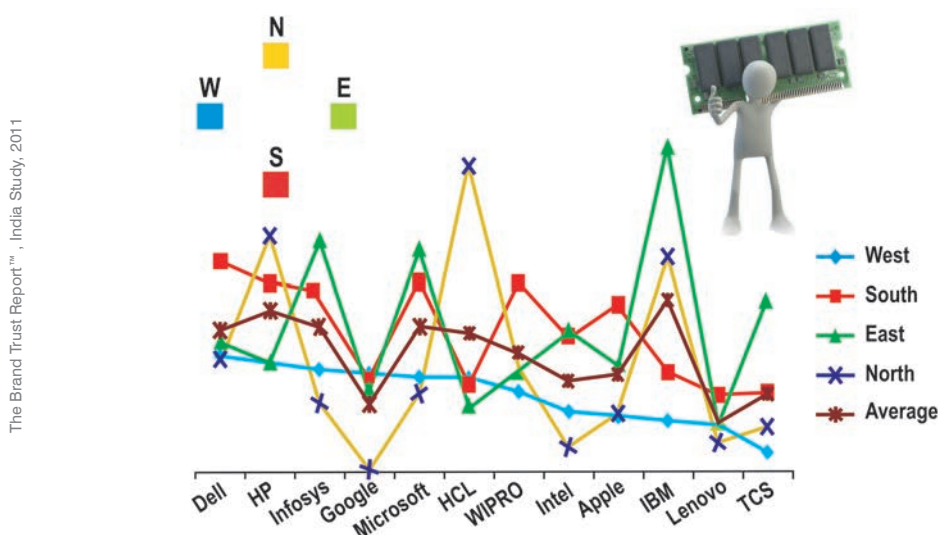 The Brand Trust Report™, India Study, 2011
N
W
E
S
West
South
East
North
Average
Dell
HP
Infosys
Google
Microsoft
HCL
WIPRO
Intel
Apple
IBM
Lenovo
TCS